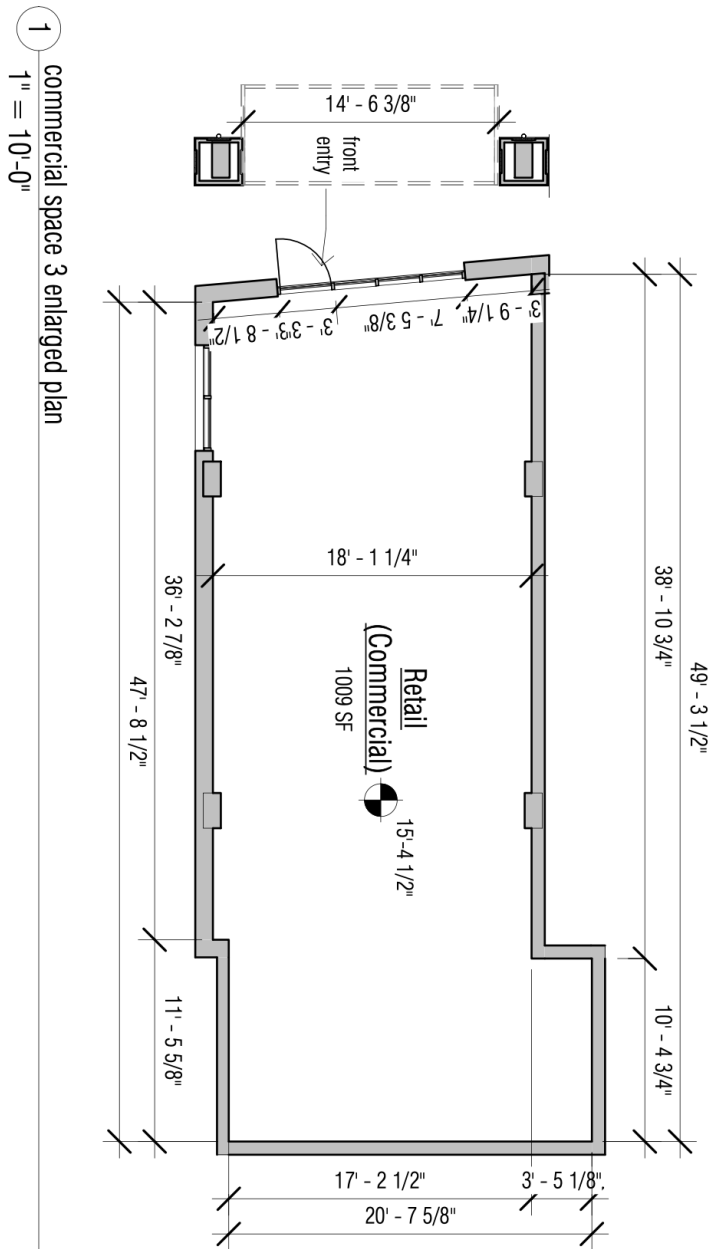 14' - 6 3/8"
front
entry
3' - 8 1/2"
3' - 3"
7' - 5 3/8"
3' - 9 1/4"
18' - 1 1/4"
36' - 2 7/8"
47' - 8 1/2"
11' - 5 5/8"
38' - 10 3/4"
49' - 3 1/2"
10' - 4 3/4"
Retail
(Commercial)
1009 SF
15'-4 1/2"
17' - 2 1/2"
3' - 5 1/8"
20' - 7 5/8"
1
commercial space 3 enlarged plan
1" = 10'-0"